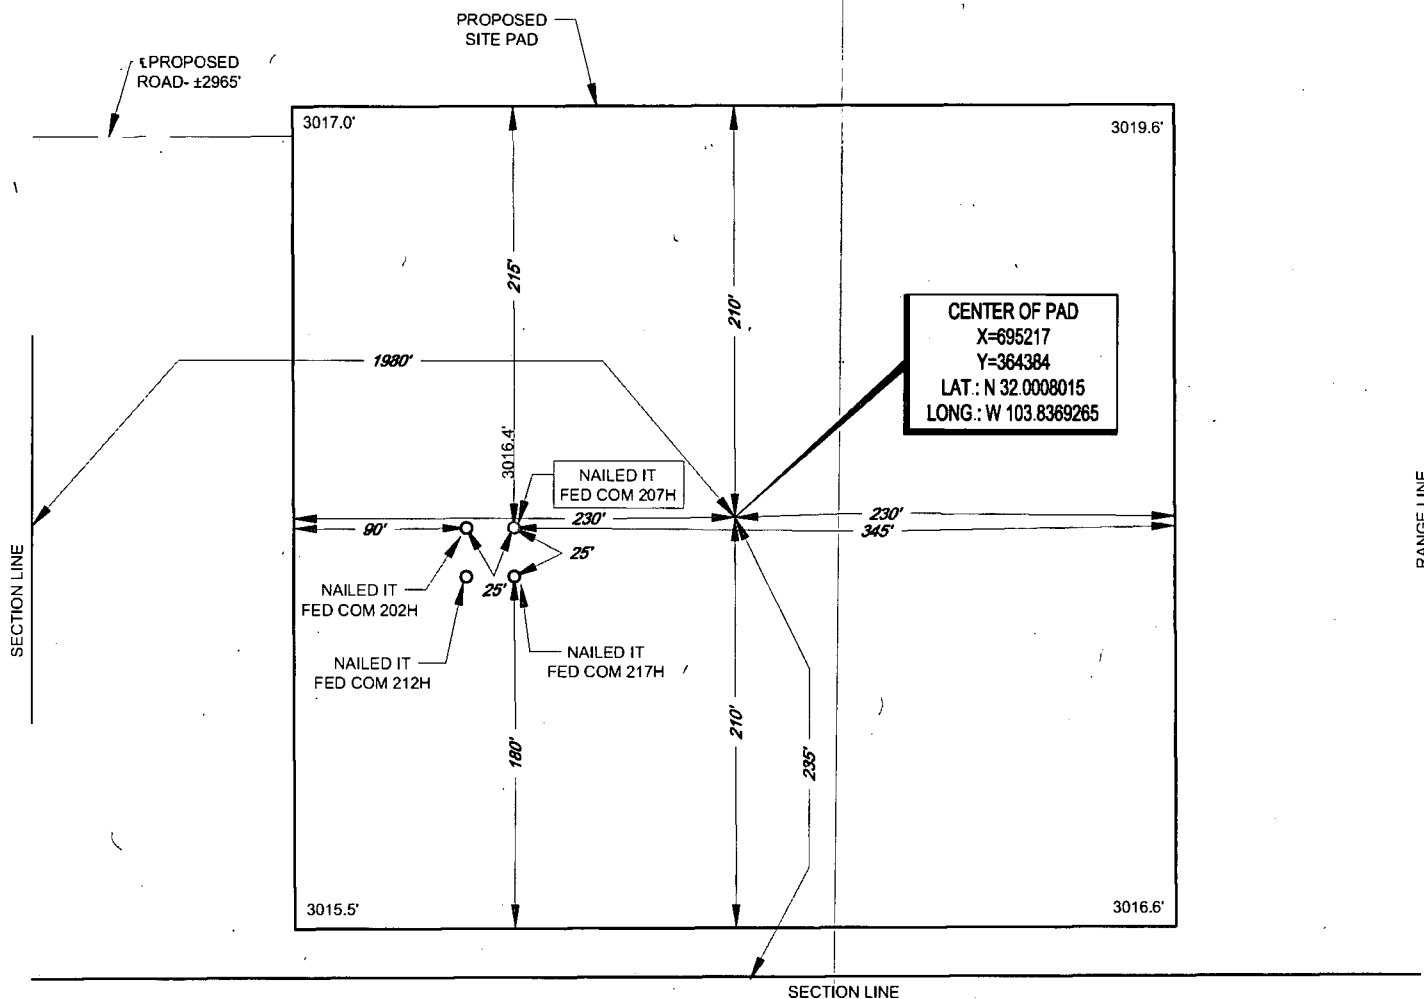 PROPOSED
SITE PAD
℄PROPOSED
ROAD- ±2965'
3017.0'
3019.6'
215'
210'
CENTER OF PAD
X=695217
Y=364384
LAT.: N 32.0008015
LONG.: W 103.8369265
1980'
3016.4'
NAILED IT
FED COM 207H
230'
230'
90'
345'
25'
25'
NAILED IT
FED COM 202H
NAILED IT
FED COM 212H
NAILED IT
FED COM 217H
SECTION LINE
RANGE LINE
180'
210'
235'
3015.5'
3016.6'
SECTION LINE